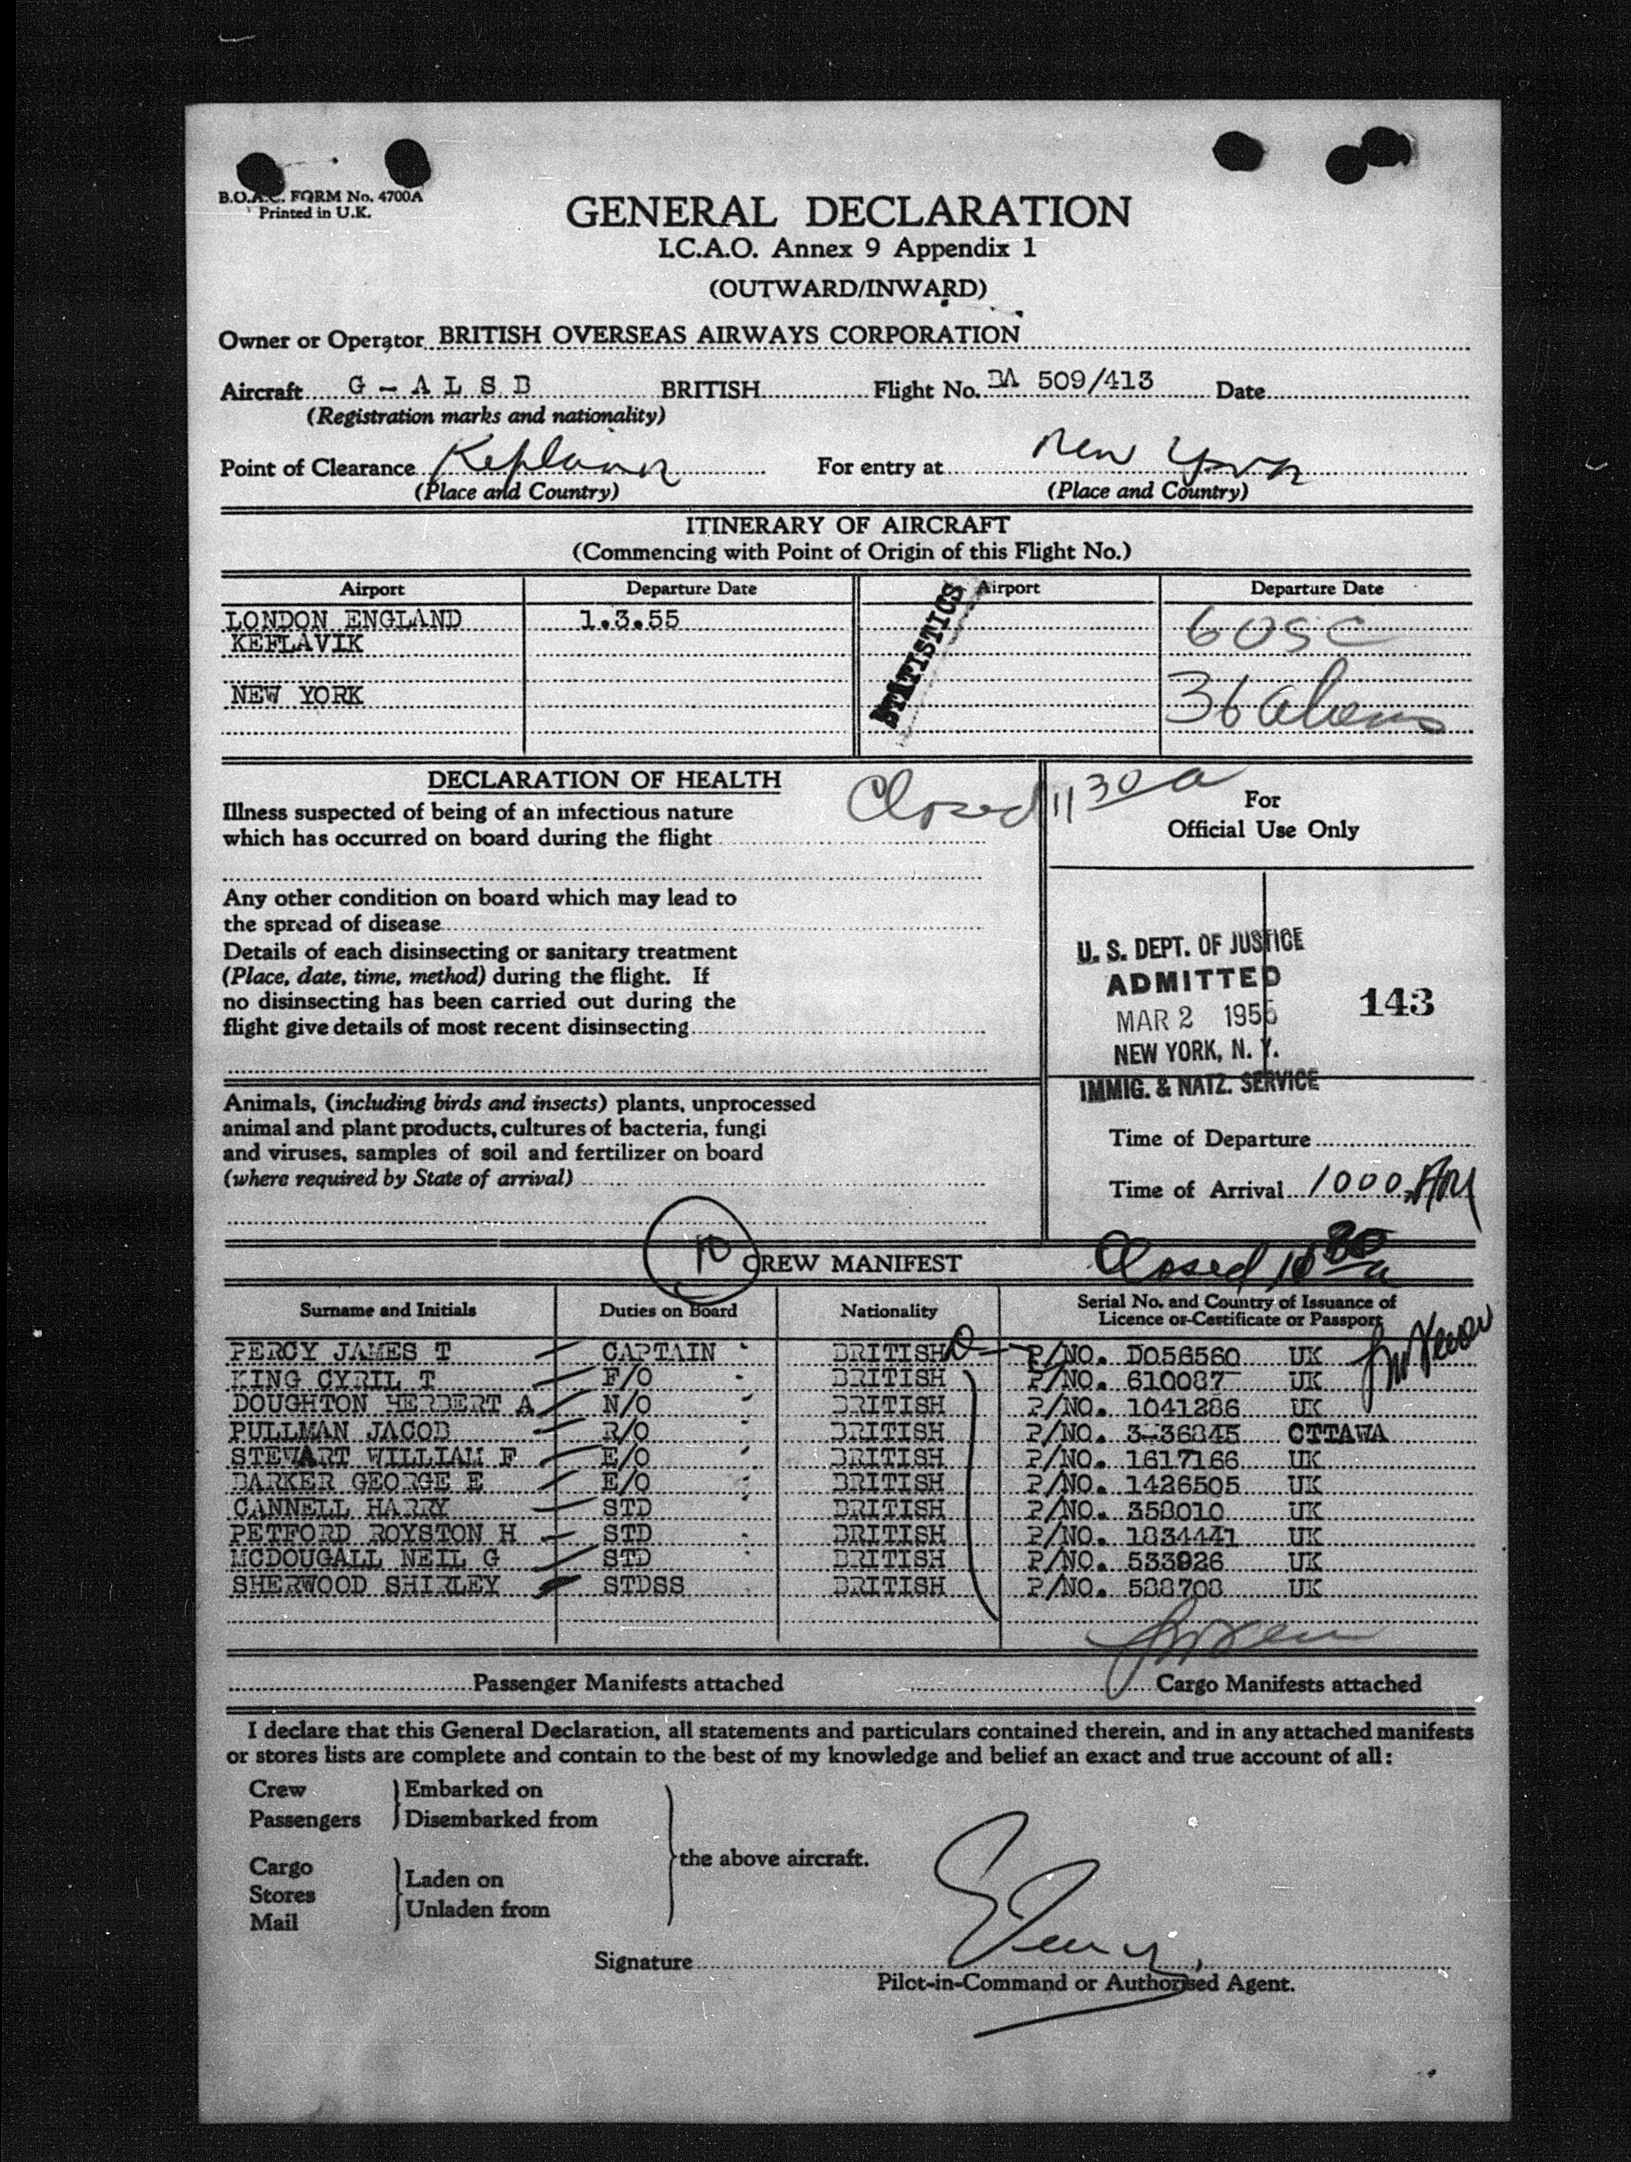 B.O.A.C. FORM No. 4700A
Printed in U.K.
GENERAL DECLARATION
I.C.A.O. Annex 9 Appendix 1
(OUTWARD/INWARD)
Owner or Operator BRITISH OVERSEAS AIRWAYS CORPORATION
Aircraft G - A L S B BRITISH Flight No. BA 509/413 Date
(Registration marks and nationality)
Point of Clearance For entry at New York
(Place and Country) (Place and Country)
ITINERARY OF AIRCRAFT
(Commencing with Point of Origin of this Flight No.)
Airport Departure Date Airport Departure Date
LONDON ENGLAND 1.3.55
KEFLAVIK
NEW YORK
STATISTICS
60SC
36 aliens
Closed 11 30 a
DECLARATION OF HEALTH
Illness suspected of being of an infectious nature
which has occurred on board during the flight
Any other condition on board which may lead to
the spread of disease
Details of each disinsecting or sanitary treatment
(Place, date, time, method) during the flight. If
no disinsecting has been carried out during the
flight give details of most recent disinsecting
Animals, (including birds and insects) plants, unprocessed
animal and plant products, cultures of bacteria, fungi
and viruses, samples of soil and fertilizer on board
(where required by State of arrival)
For
Official Use Only
U. S. DEPT. OF JUSTICE
ADMITTED
MAR 2 1955
143
NEW YORK, N. Y.
IMMIG. & NATZ. SERVICE
Time of Departure
Time of Arrival 1000 AM
10 CREW MANIFEST Closed
Surname and Initials Duties on Board Nationality Serial No. and Country of Issuance of
Licence or Certificate or Passport
PERCY JAMES T CAPTAIN BRITISH P/NO. D056560 UK
KING CYRIL T F/O BRITISH P/NO. 610087 UK
DOUGHTON HERBERT A N/O BRITISH P/NO. 1041286 UK
PULLMAN JACOB R/O BRITISH P/NO. 3-36845 OTTAWA
STEWART WILLIAM F E/O BRITISH P/NO. 1617166 UK
BARKER GEORGE E E/O BRITISH P/NO. 1426505 UK
CANNELL HARRY STD BRITISH P/NO. 358010 UK
PETFORD ROYSTON H STD BRITISH P/NO. 1834441 UK
MCDOUGALL NEIL G STD BRITISH P/NO. 533926 UK
SHERWOOD SHIRLEY STDSS BRITISH P/NO. 588708 UK
Passenger Manifests attached Cargo Manifests attached
I declare that this General Declaration, all statements and particulars contained therein, and in any attached manifests
or stores lists are complete and contain to the best of my knowledge and belief an exact and true account of all:
Crew Embarked on
Passengers Disembarked from
the above aircraft.
Cargo
Stores Laden on
Mail Unladen from
Signature
Pilot-in-Command or Authorised Agent.